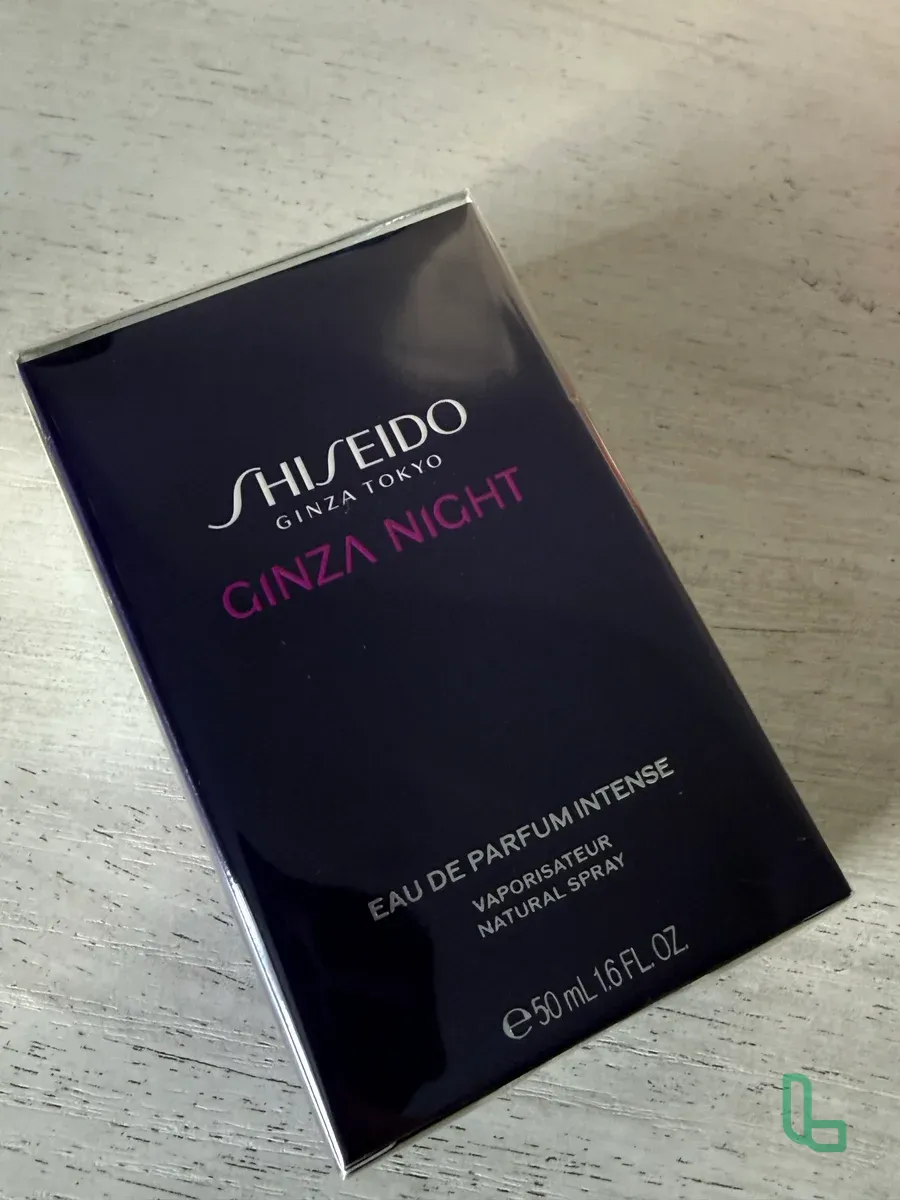 SHISEIDO
GINZA TOKYO
GINZA NIGHT
EAU DE PARFUM INTENSE
VAPORISATEUR
NATURAL SPRAY
℮50 mL 1.6 FL. OZ.